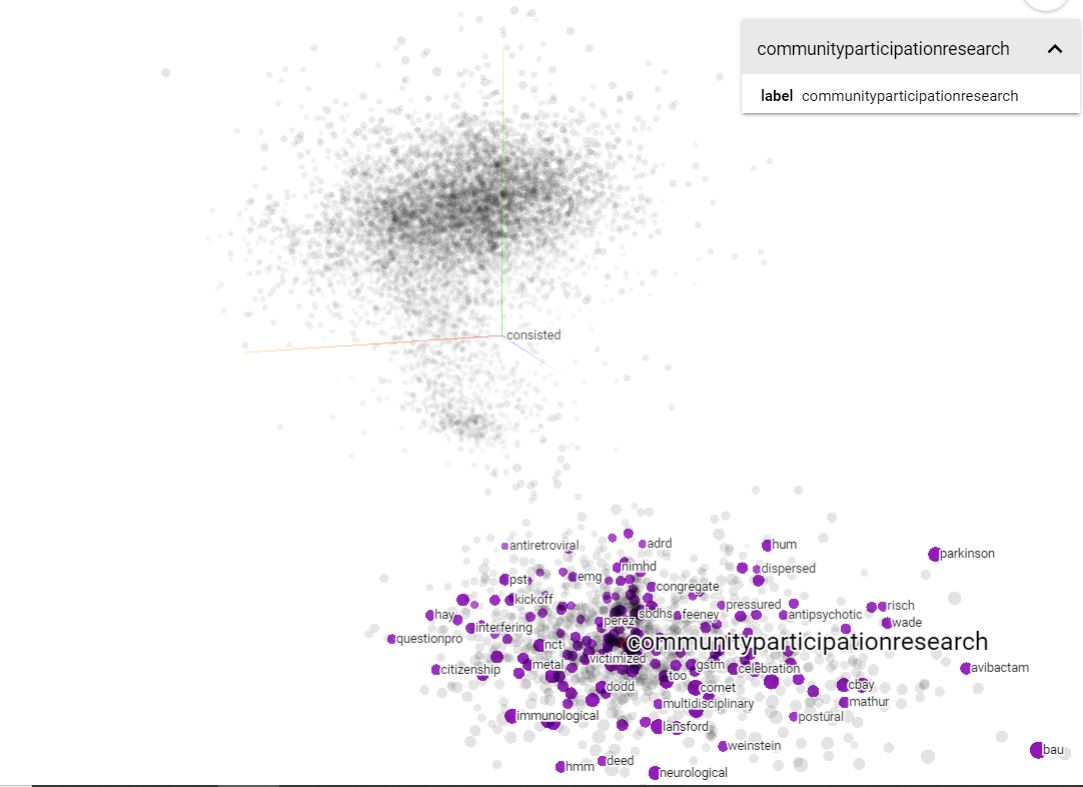 communityparticipationresearch
label communityparticipationresearch
consisted
antiretroviral
adrd
hum
parkinson
nimhd
dispersed
pst
emg
congregate
kickoff
pressured
risch
hay
sbdhs
feeney
antipsychotic
perez
wade
interfering
questionpro
nct
communityparticipationresearch
victimized
citizenship
metal
gstm
celebration
avibactam
too
dodd
cornet
cbay
multidisciplinary
mathur
immunological
postural
lansford
weinstein
bau
deed
hmm
neurological